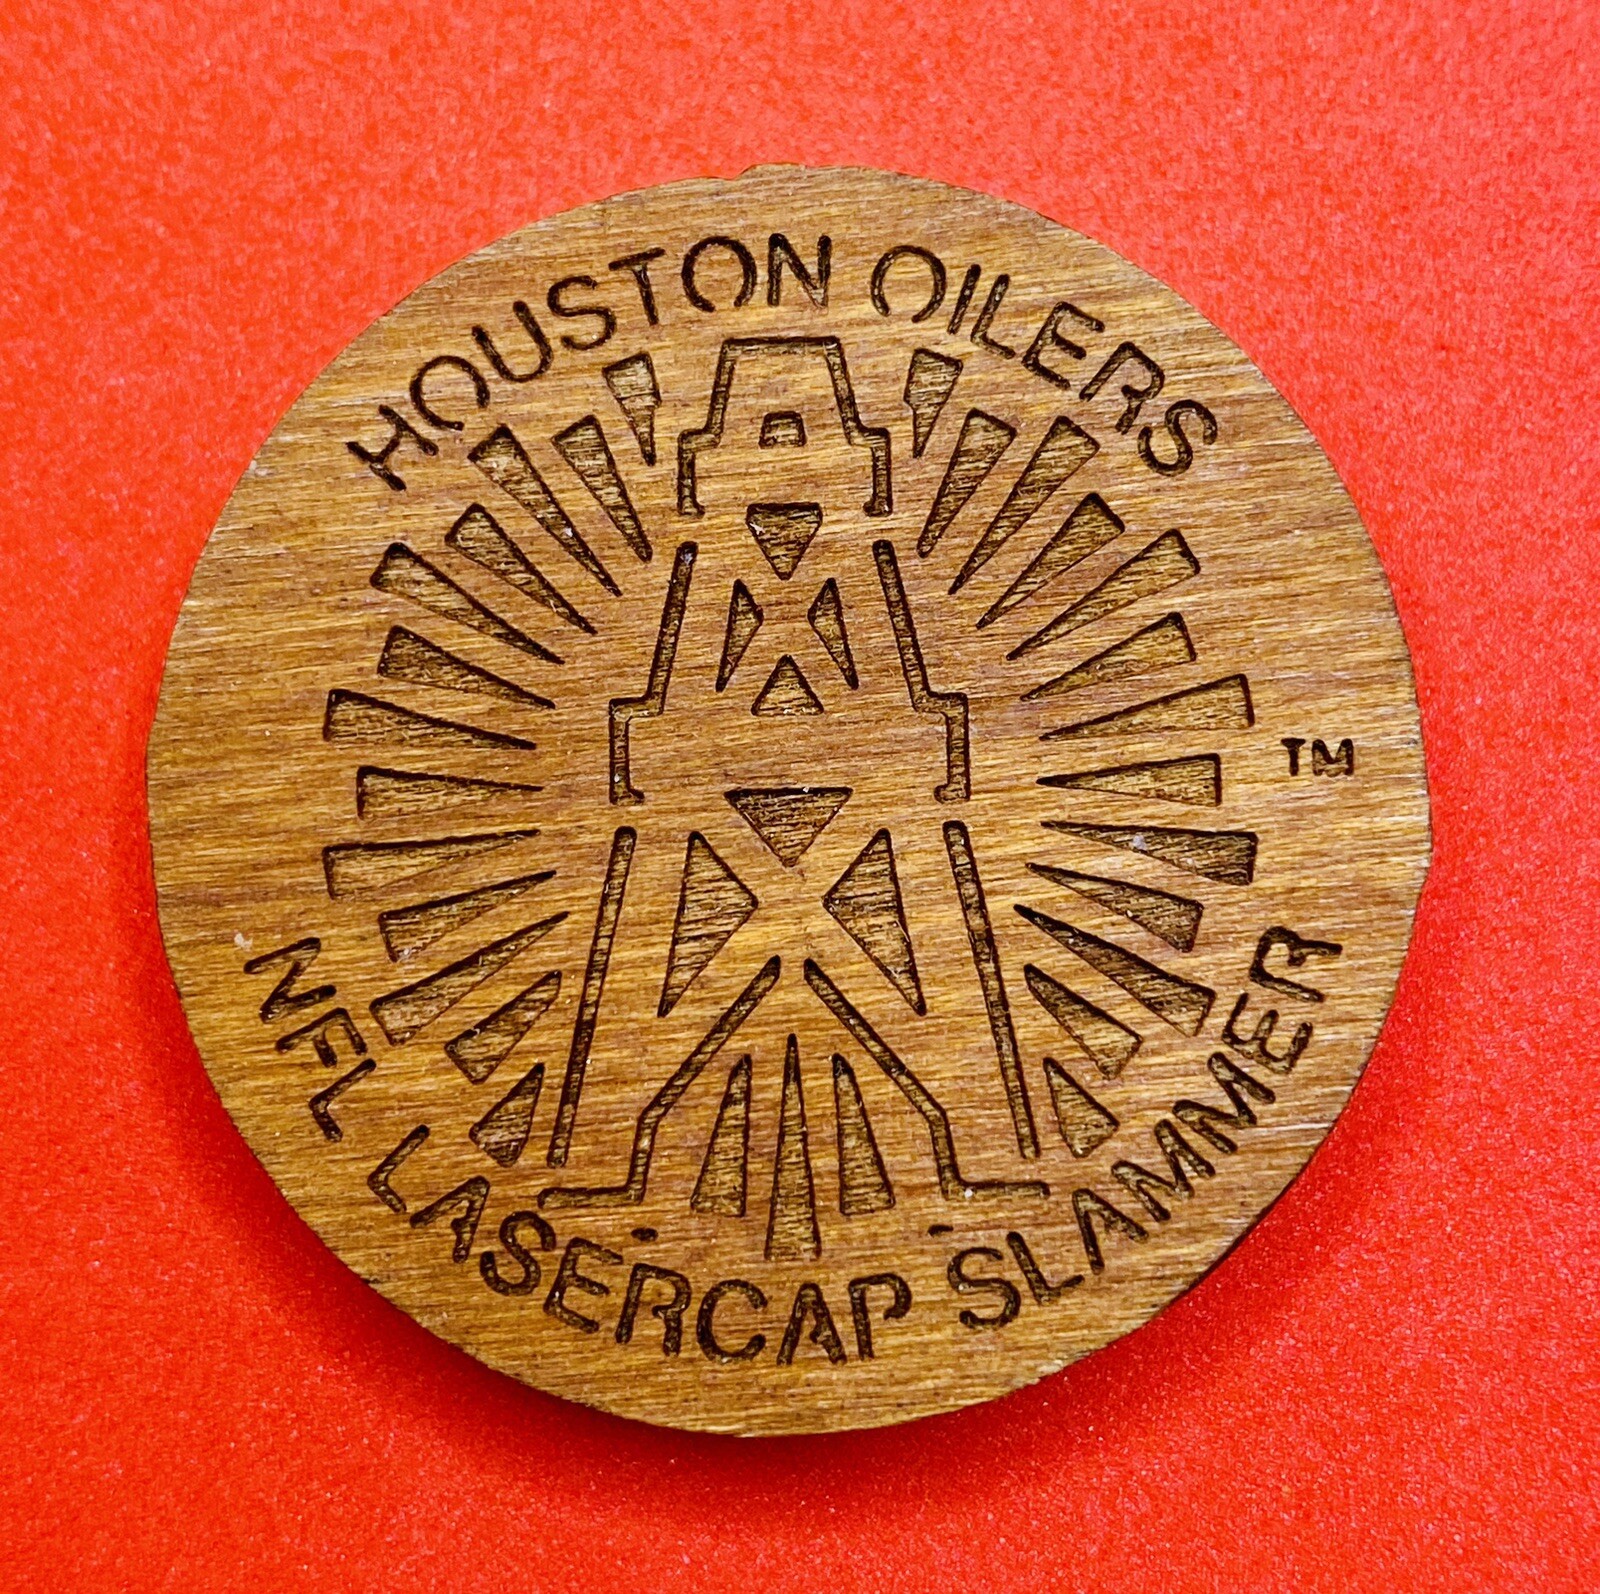 HOUSTON OILERS
TM
NFL LASERCAP SLAMMER